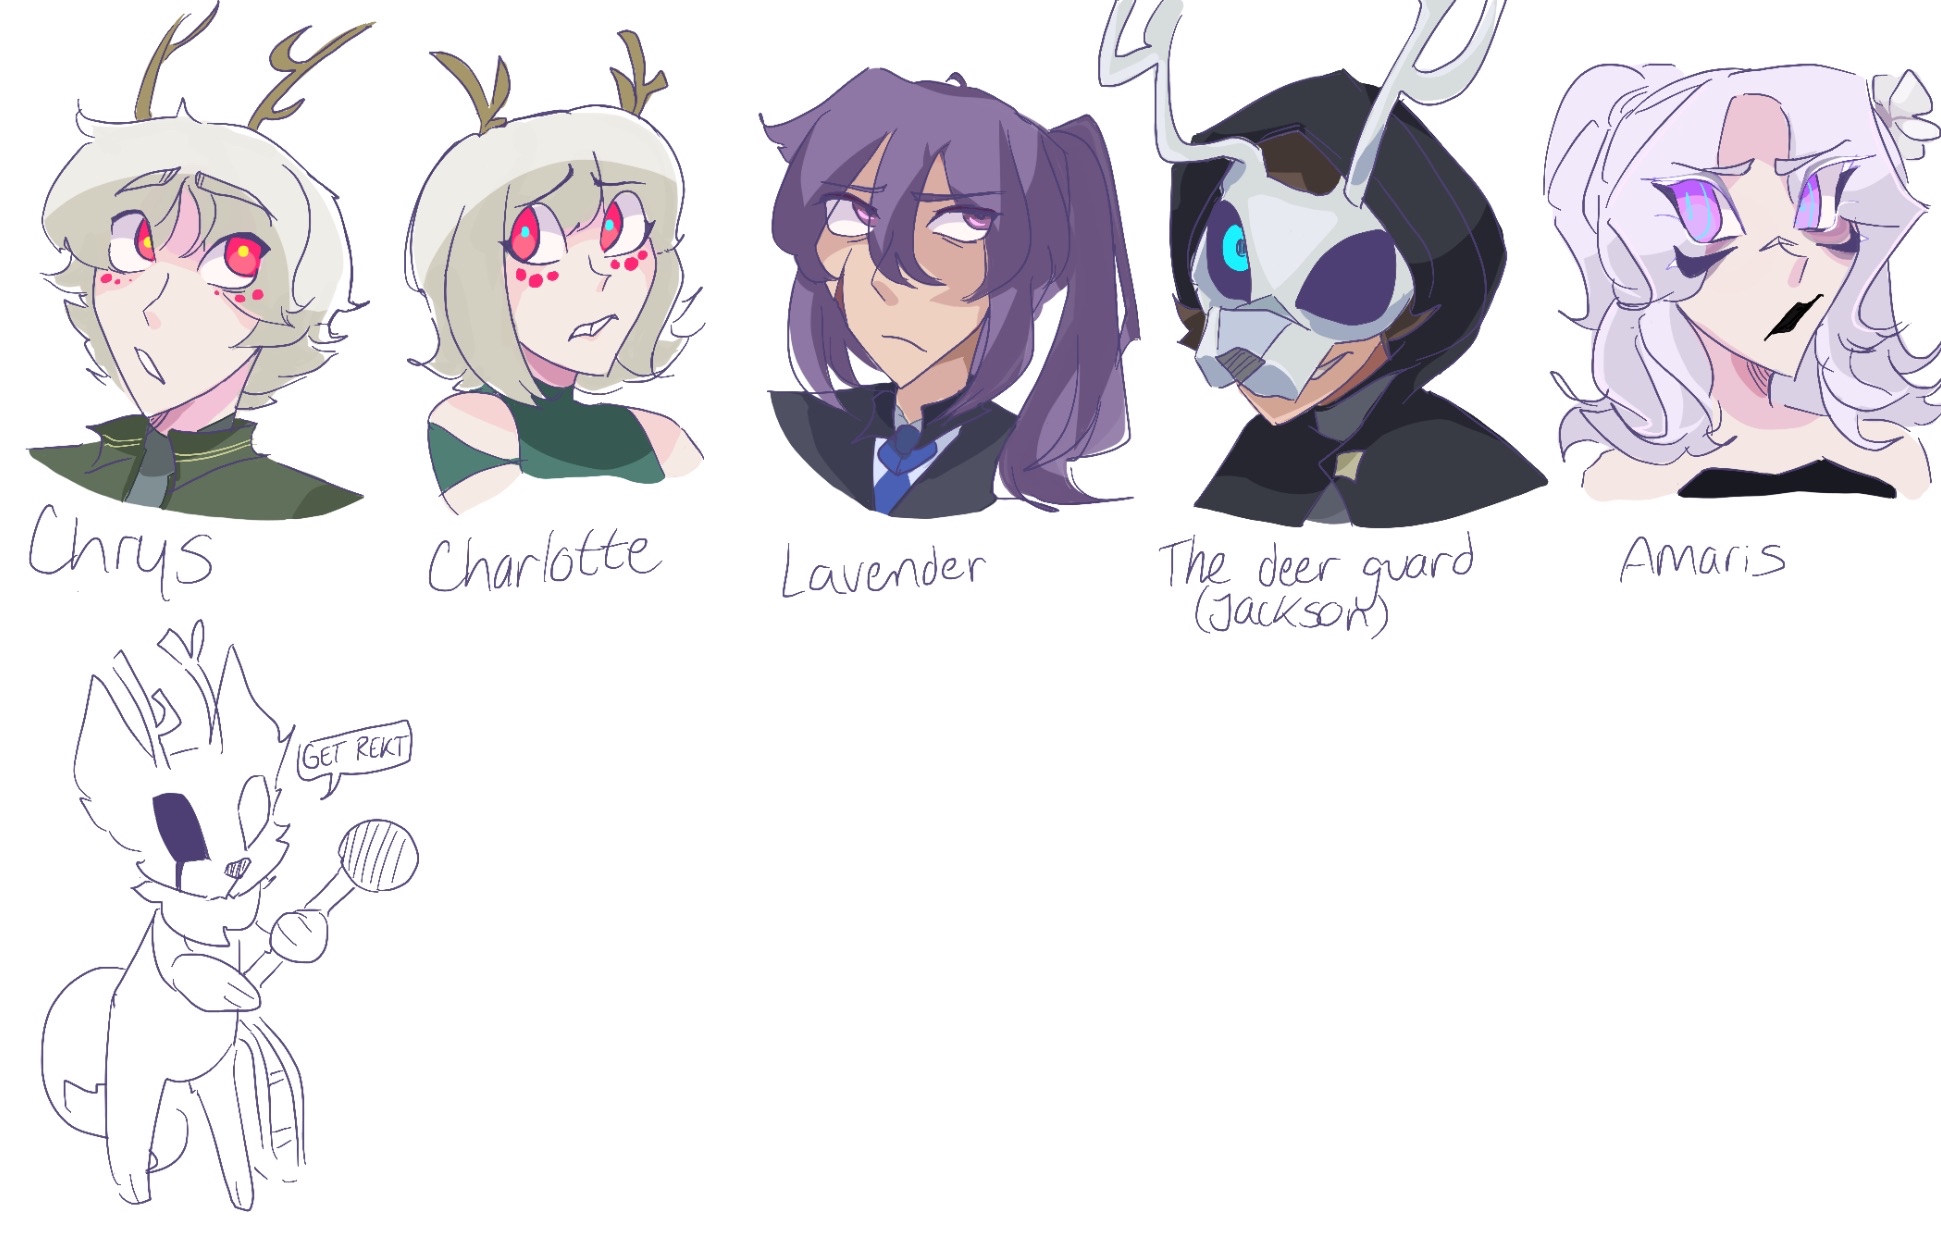 Chrys
Charlotte
Lavender
The deer guard
(Jackson)
Amaris
GET REKT